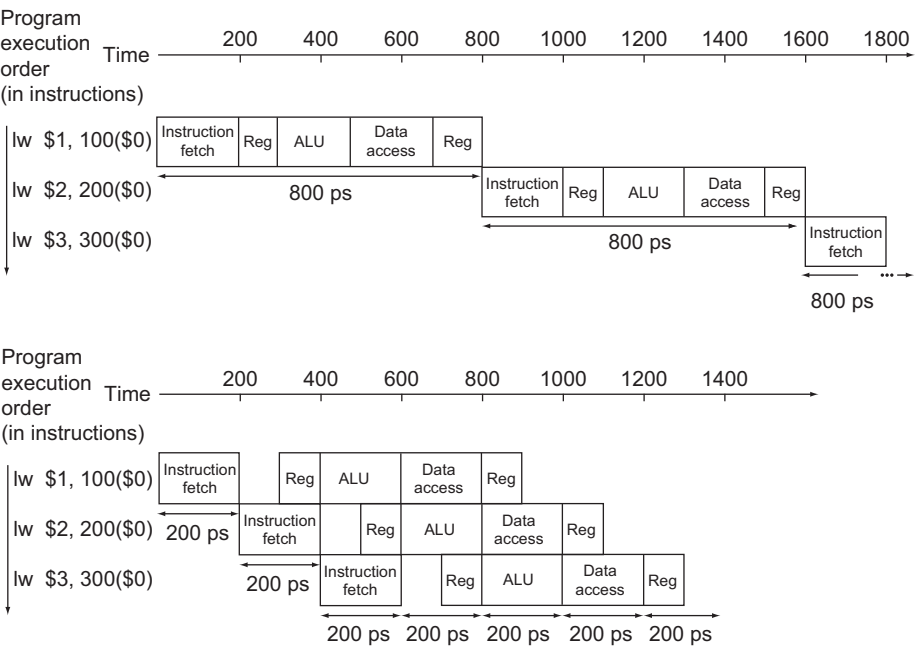 Program
execution
order
(in instructions)
Time
200 400 600 800 1000 1200 1400 1600 1800
lw $1, 100($0)
Instruction
fetch
Reg
ALU
Data
access
Reg
800 ps
lw $2, 200($0)
Instruction
fetch
Reg
ALU
Data
access
Reg
800 ps
lw $3, 300($0)
Instruction
fetch
...
800 ps
Program
execution
order
(in instructions)
Time
200 400 600 800 1000 1200 1400
lw $1, 100($0)
Instruction
fetch
Reg
ALU
Data
access
Reg
200 ps
lw $2, 200($0)
Instruction
fetch
Reg
ALU
Data
access
Reg
200 ps
lw $3, 300($0)
Instruction
fetch
Reg
ALU
Data
access
Reg
200 ps 200 ps 200 ps 200 ps 200 ps